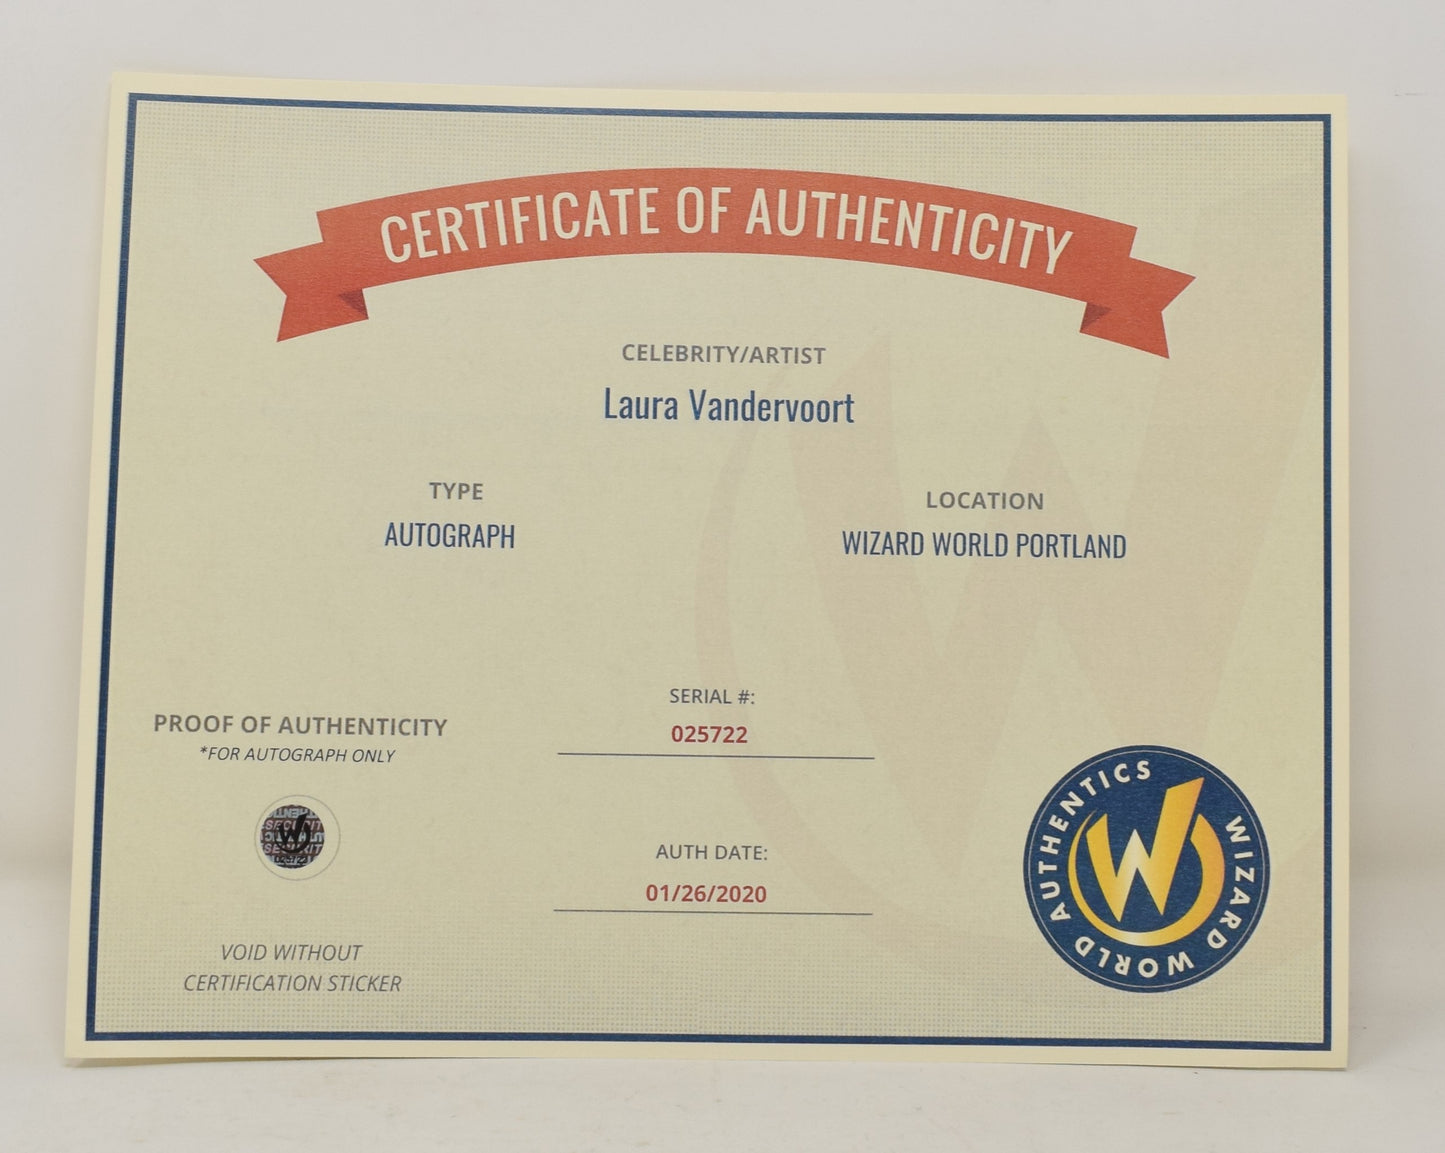 CERTIFICATE OF AUTHENTICITY
CELEBRITY/ARTIST
Laura Vandervoort
TYPE
AUTOGRAPH
LOCATION
WIZARD WORLD PORTLAND
SERIAL #:
025722
PROOF OF AUTHENTICITY
*FOR AUTOGRAPH ONLY
AUTH DATE:
01/26/2020
VOID WITHOUT
CERTIFICATION STICKER
WIZARD WORLD AUTHENTICS
W